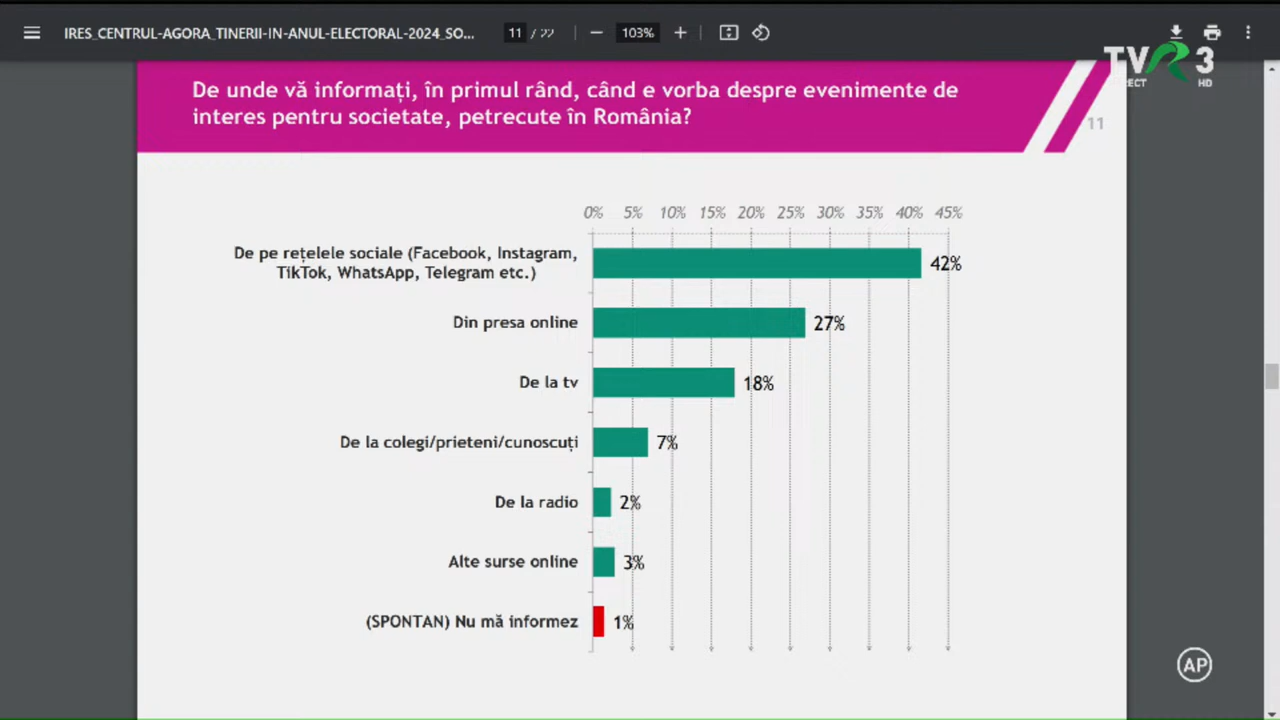 IRES_CENTRUL-AGORA_TINERII-IN-ANUL-ELECTORAL-2024_SO...
11 / 22
103%
TVR 3
HD
De unde vă informați, în primul rând, când e vorba despre evenimente de
interes pentru societate, petrecute în România?
11
0% 5% 10% 15% 20% 25% 30% 35% 40% 45%
De pe rețelele sociale (Facebook, Instagram,
TikTok, WhatsApp, Telegram etc.)
42%
Din presa online
27%
De la tv
18%
De la colegi/prieteni/cunoscuți
7%
De la radio
2%
Alte surse online
3%
(SPONTAN) Nu mă informez
1%
AP